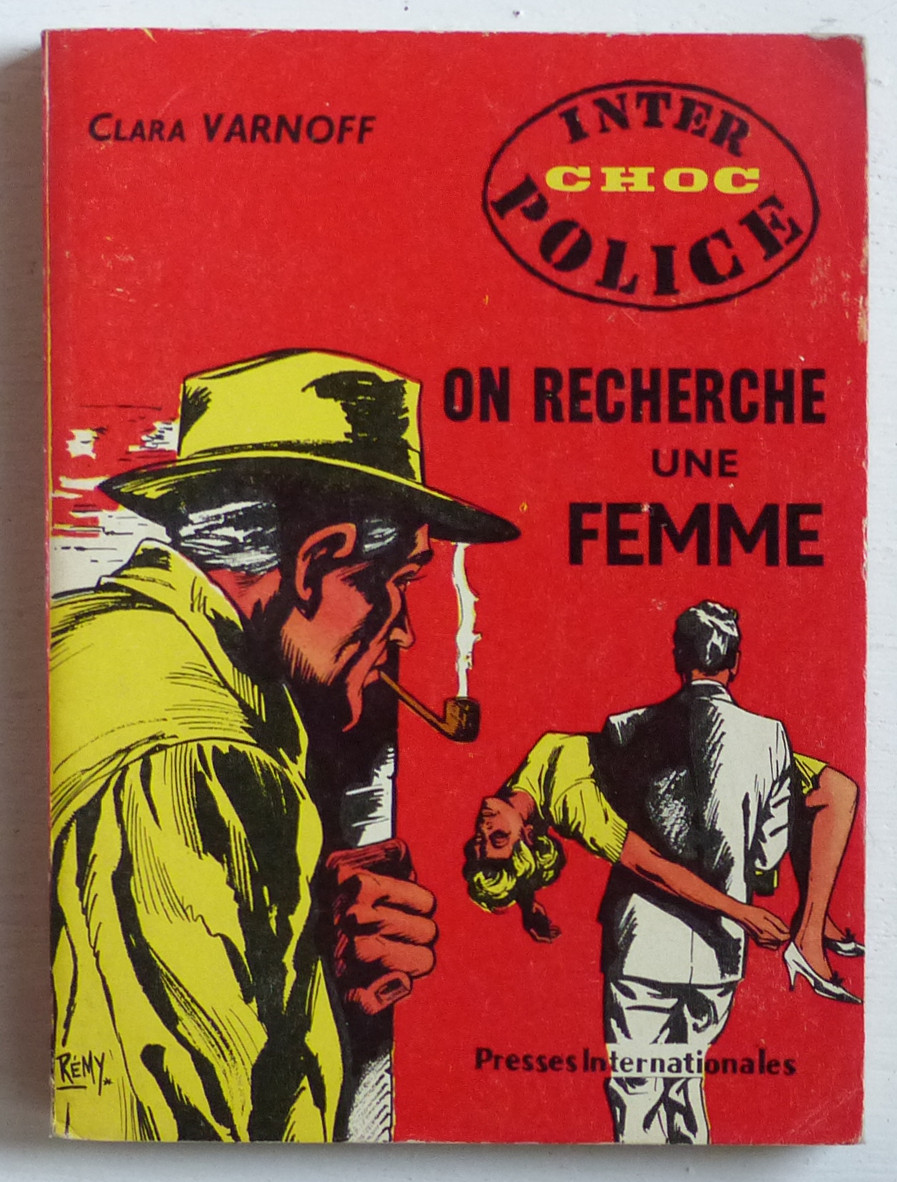 CLARA VARNOFF
INTER
CHOC
POLICE
ON RECHERCHE
UNE
FEMME
Presses Internationales
RÉMY